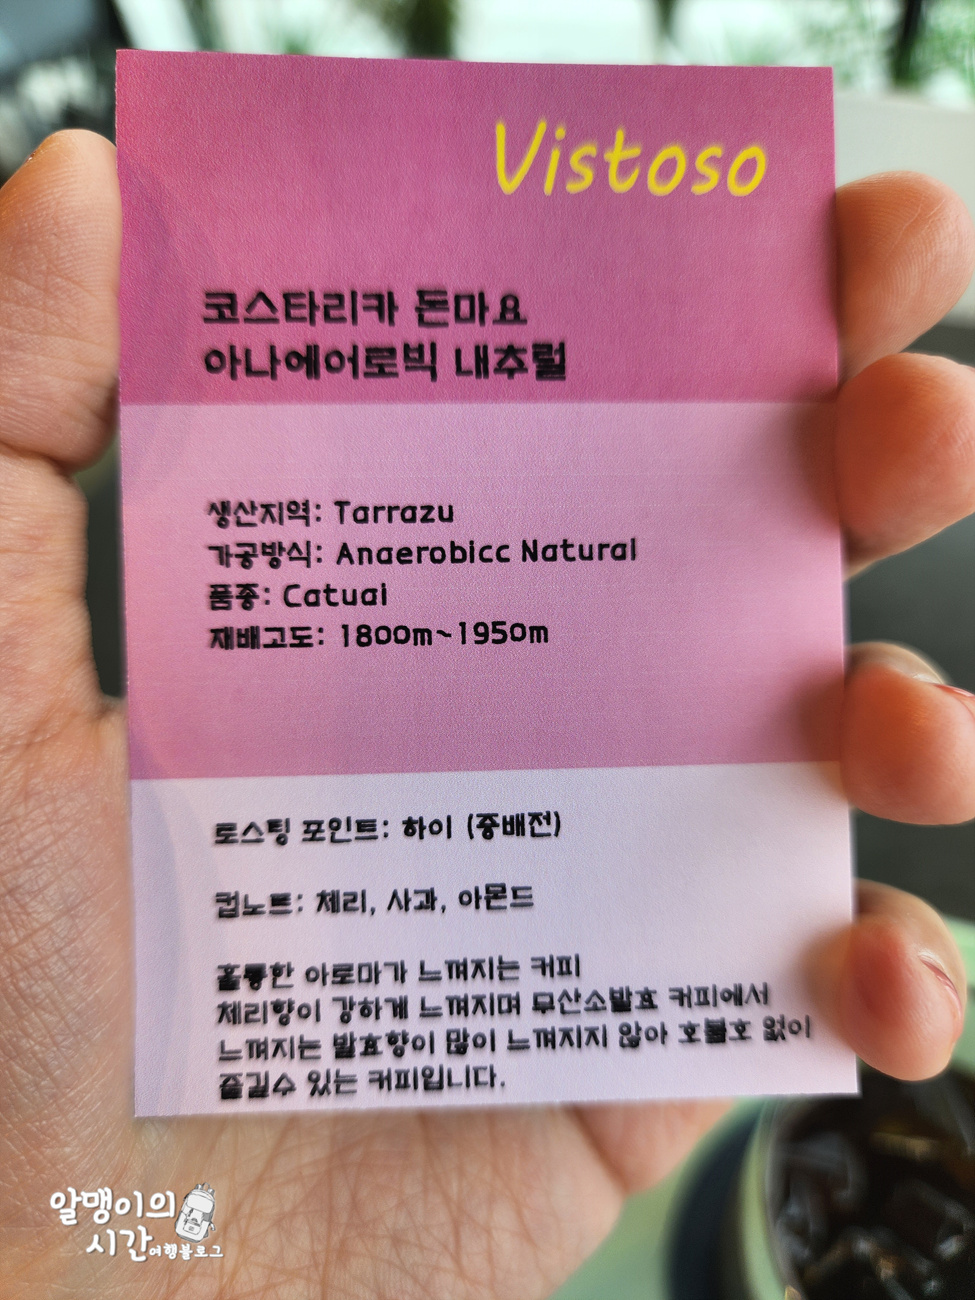 Vistoso
코스타리카 돈마요
아나에어로빅 내추럴
생산지역: Tarrazu
가공방식: Anaerobicc Natural
품종: Catuai
재배고도: 1800m~1950m
로스팅 포인트: 하이 (중배전)
컵노트: 체리, 사과, 아몬드
훌륭한 아로마가 느껴지는 커피
체리향이 강하게 느껴지며 무산소발효 커피에서
느껴지는 발효향이 많이 느껴지지 않아 호불호 없이
즐길수 있는 커피입니다.
알맹이의
시간 여행블로그